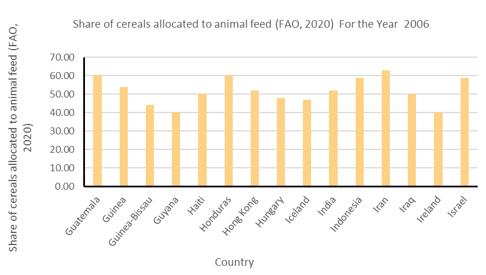 Share of cereals allocated to animal feed (FAO, 2020)  For the Year  2006
Share of cereals allocated to animal feed (FAO,
2020)
70.00
60.00
50.00
40.00
30.00
20.00
10.00
0.00
Guatemala
Guinea
Guinea-Bissau
Guyana
Haiti
Honduras
Hong Kong
Hungary
Iceland
India
Indonesia
Iran
Iraq
Ireland
Israel
Country